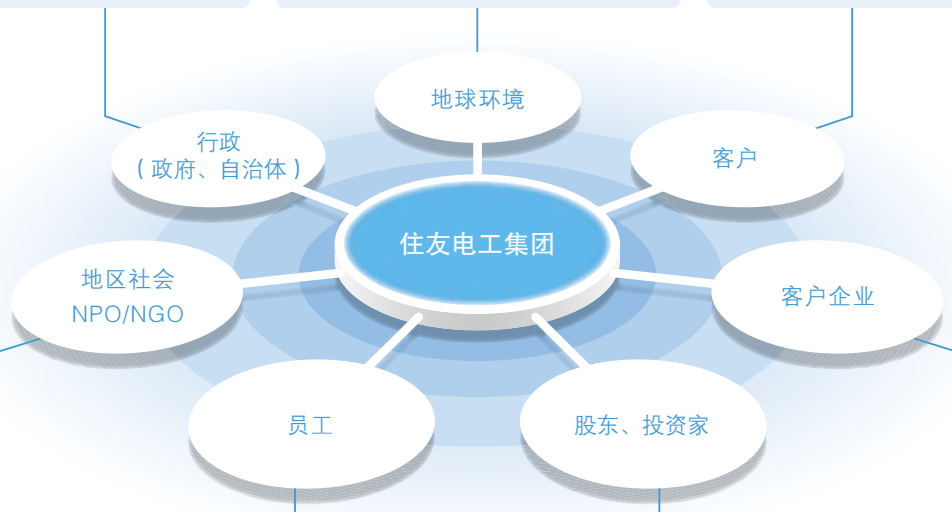 地球环境
行政
（政府、自治体）
客户
住友电工集团
地区社会
NPO/NGO
客户企业
员工
股东、投资家